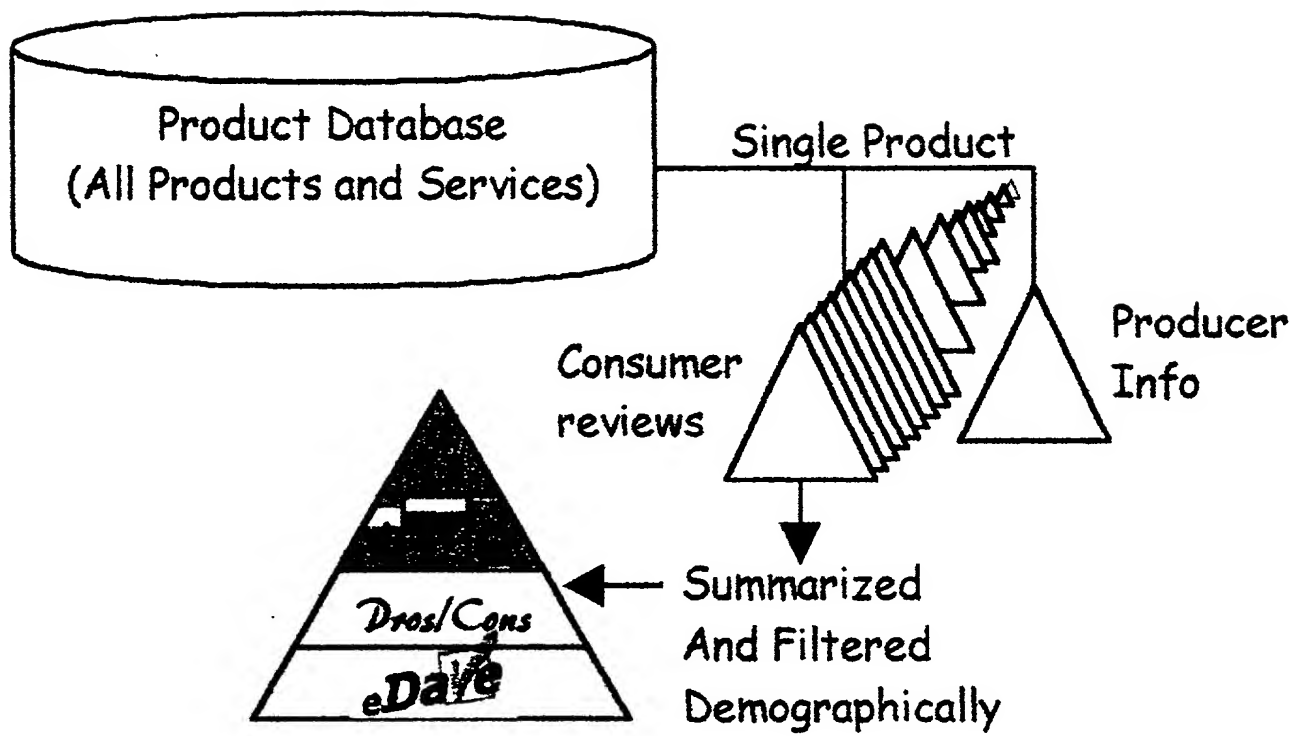 Product Database
(All Products and Services)
Single Product
Consumer
reviews
Producer
Info
Summarized
And Filtered
Demographically
Pros/Cons
eDave